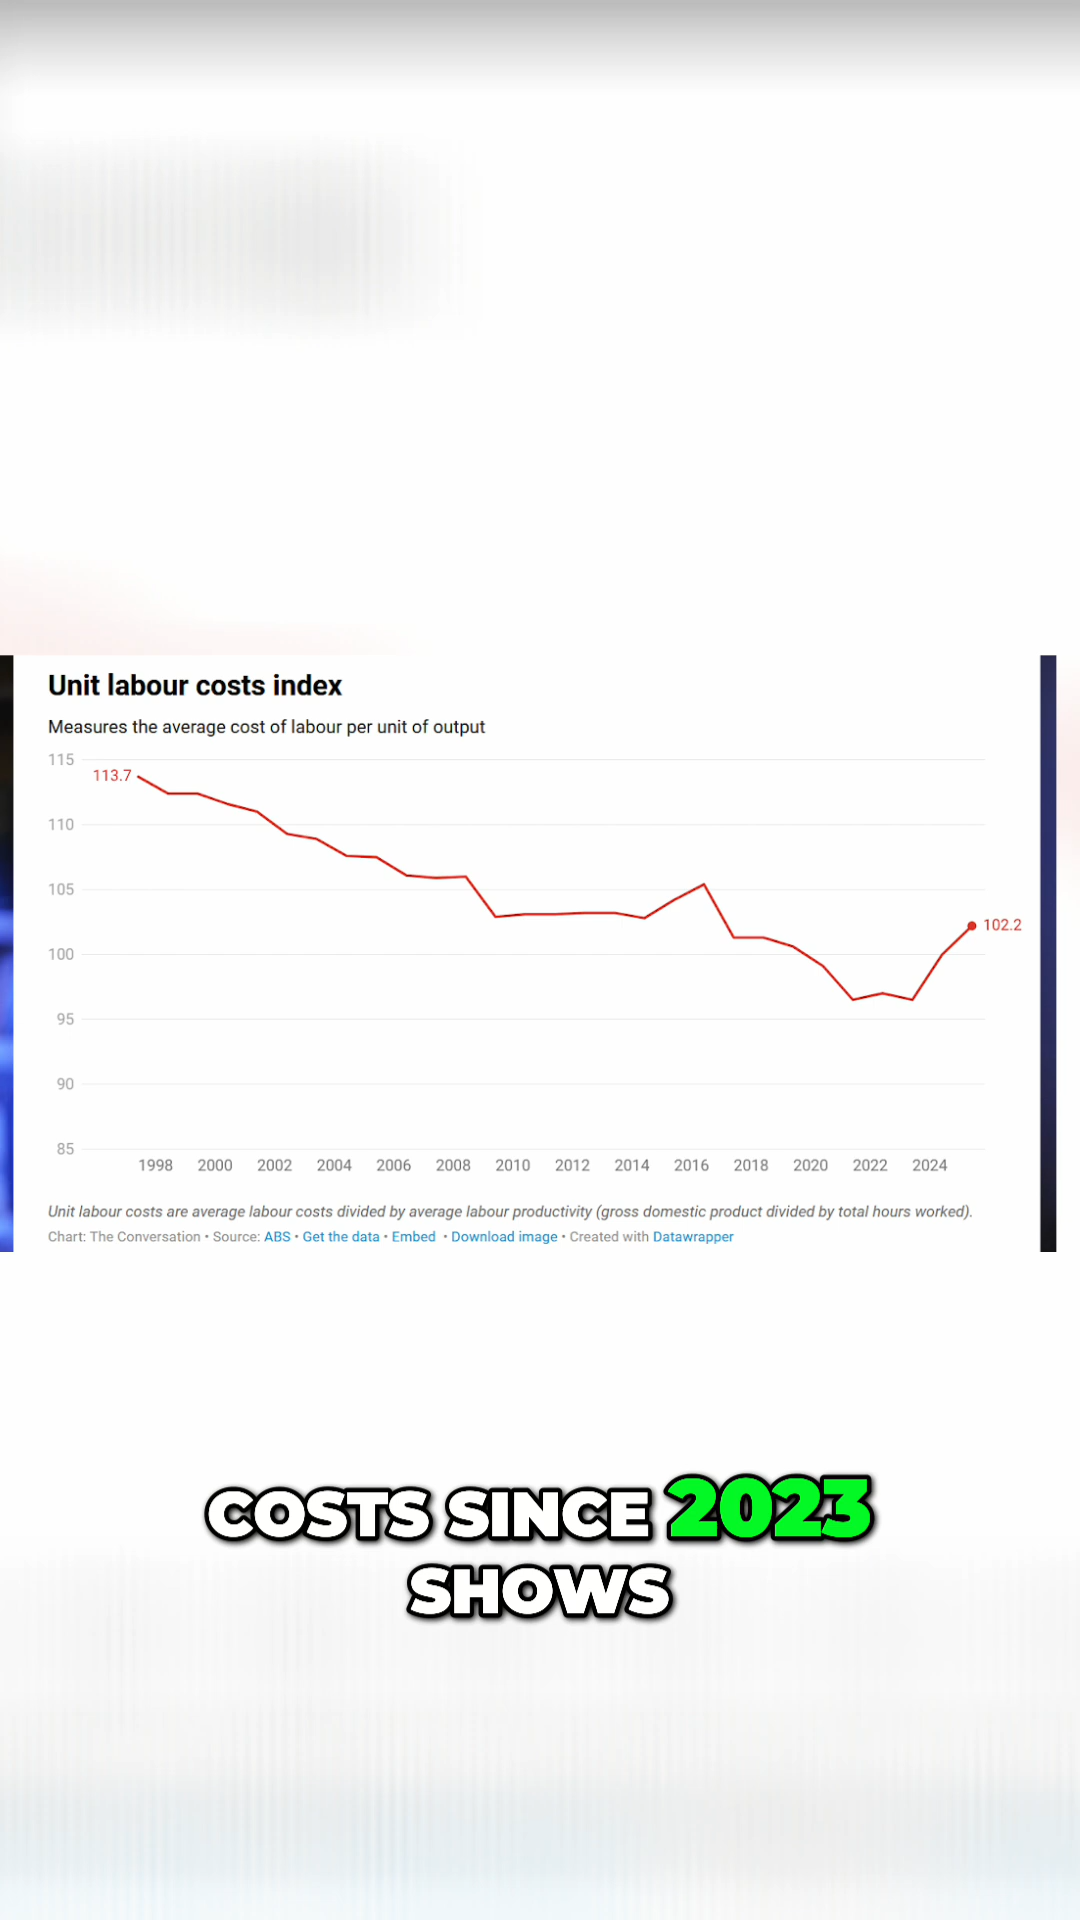 Unit labour costs index
Measures the average cost of labour per unit of output
115
113.7
110
105
102.2
100
95
90
85
1998 2000 2002 2004 2006 2008 2010 2012 2014 2016 2018 2020 2022 2024
Unit labour costs are average labour costs divided by average labour productivity (gross domestic product divided by total hours worked).
Chart: The Conversation • Source: ABS • Get the data • Embed • Download image • Created with Datawrapper
COSTS SINCE 2023
SHOWS